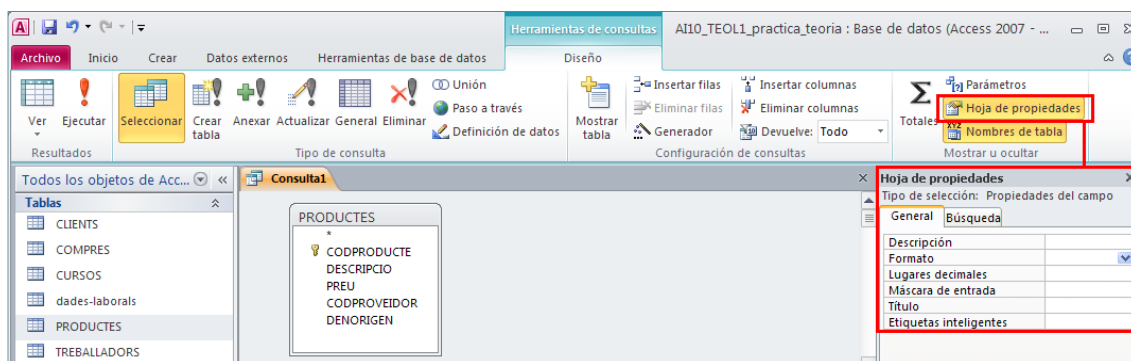 Herramientas de consultas
AI10_TEOL1_practica_teoria : Base de datos (Access 2007 - ...
Archivo Inicio Crear Datos externos Herramientas de base de datos Diseño
Ver
Ejecutar
Seleccionar
Crear tabla
Anexar
Actualizar
General
Eliminar
Unión
Paso a través
Definición de datos
Mostrar tabla
Insertar filas
Eliminar filas
Generador
Insertar columnas
Eliminar columnas
Devuelve: Todo
Totales
Parámetros
Hoja de propiedades
Nombres de tabla
Resultados
Tipo de consulta
Configuración de consultas
Mostrar u ocultar
Todos los objetos de Acc...
Tablas
CLIENTS
COMPRES
CURSOS
dades-laborals
PRODUCTES
TREBALLADORS
Consulta1
PRODUCTES
*
CODPRODUCTE
DESCRIPCIO
PREU
CODPROVEIDOR
DENORIGEN
Hoja de propiedades
Tipo de selección: Propiedades del campo
General Búsqueda
Descripción
Formato
Lugares decimales
Máscara de entrada
Título
Etiquetas inteligentes